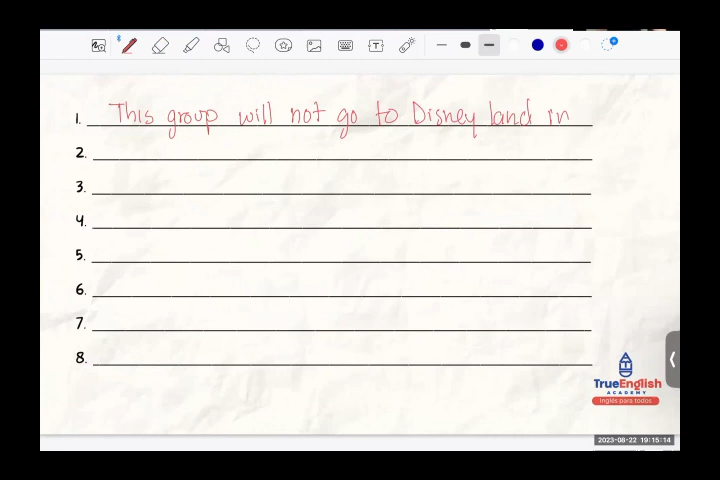 1. This group will not go to Disney land in
2.
3.
4.
5.
6.
7.
8.
TrueEnglish
ACADEMY
Inglés para todos
2023-08-22 19:15:14